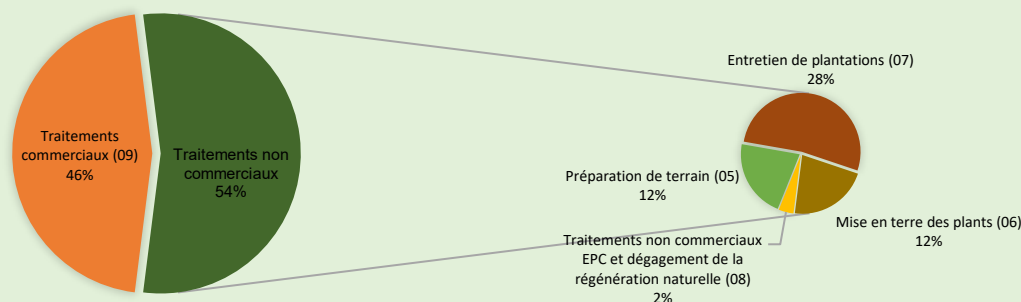 Traitements
commerciaux (09)
46%
Traitements non
commerciaux
54%
Entretien de plantations (07)
28%
Préparation de terrain (05)
12%
Mise en terre des plants (06)
12%
Traitements non commerciaux
EPC et dégagement de la
régénération naturelle (08)
2%